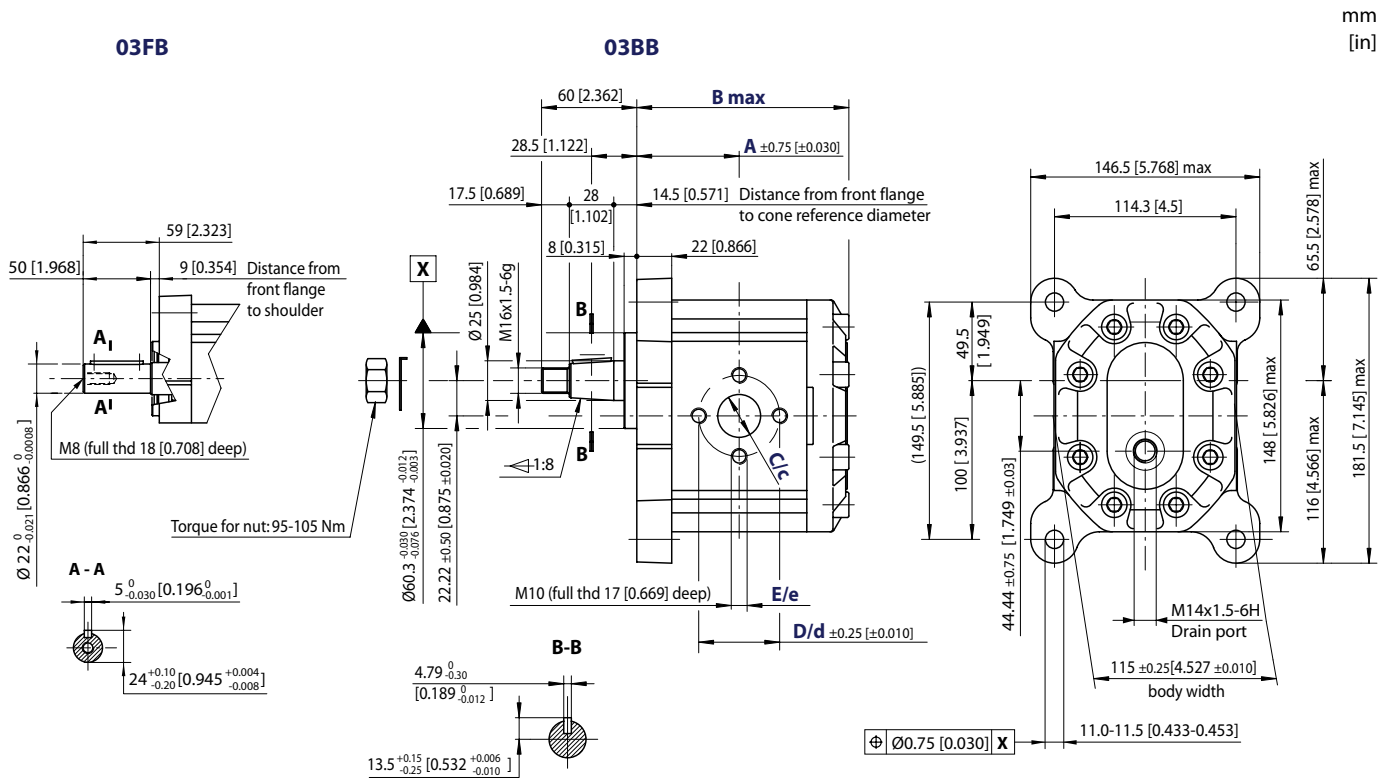 mm
[in]
03FB
03BB
60 [2.362]
B max
28.5 [1.122]
A ±0.75 [±0.030]
17.5 [0.689]
28
[1.102]
14.5 [0.571] Distance from front flange
to cone reference diameter
8 [0.315]
22 [0.866]
59 [2.323]
50 [1.968]
9 [0.354] Distance from
front flange
to shoulder
X
Ø 25 [0.984]
M16x1.5-6g
B
B
A
A
M8 (full thd 18 [0.708] deep)
Ø 22 0 -0.021 [0.866 0 -0.0008]
1:8
C/c
Torque for nut: 95-105 Nm
Ø60.3 -0.030 -0.076 [2.374 -0.013 -0.003]
22.22 ±0.50 [0.875 ±0.020]
M10 (full thd 17 [0.669] deep)
E/e
D/d ±0.25 [±0.010]
A - A
5 0 -0.030 [0.196 0 -0.001]
24 +0.10 -0.20 [0.945 +0.004 -0.008]
B-B
4.79 0 -0.30
[0.189 0 -0.012 ]
13.5 +0.15 -0.25 [0.532 +0.006 -0.010 ]
146.5 [5.768] max
114.3 [4.5]
65.5 [2.578] max
49.5
[1.949]
(149.5 [ 5.885])
100 [ 3.937]
44.44 ±0.75 [1.749 ±0.03]
148 [ 5.826] max
116 [4.566] max
181.5 [ 7.145] max
M14x1.5-6H
Drain port
115 ±0.25[4.527 ±0.010]
body width
⌖ Ø0.75 [0.030] X
11.0-11.5 [0.433-0.453]